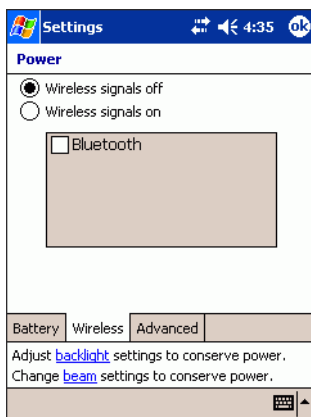 Settings 4:35 ok
Power
Wireless signals off
Wireless signals on
Bluetooth
Battery Wireless Advanced
Adjust backlight settings to conserve power.
Change beam settings to conserve power.